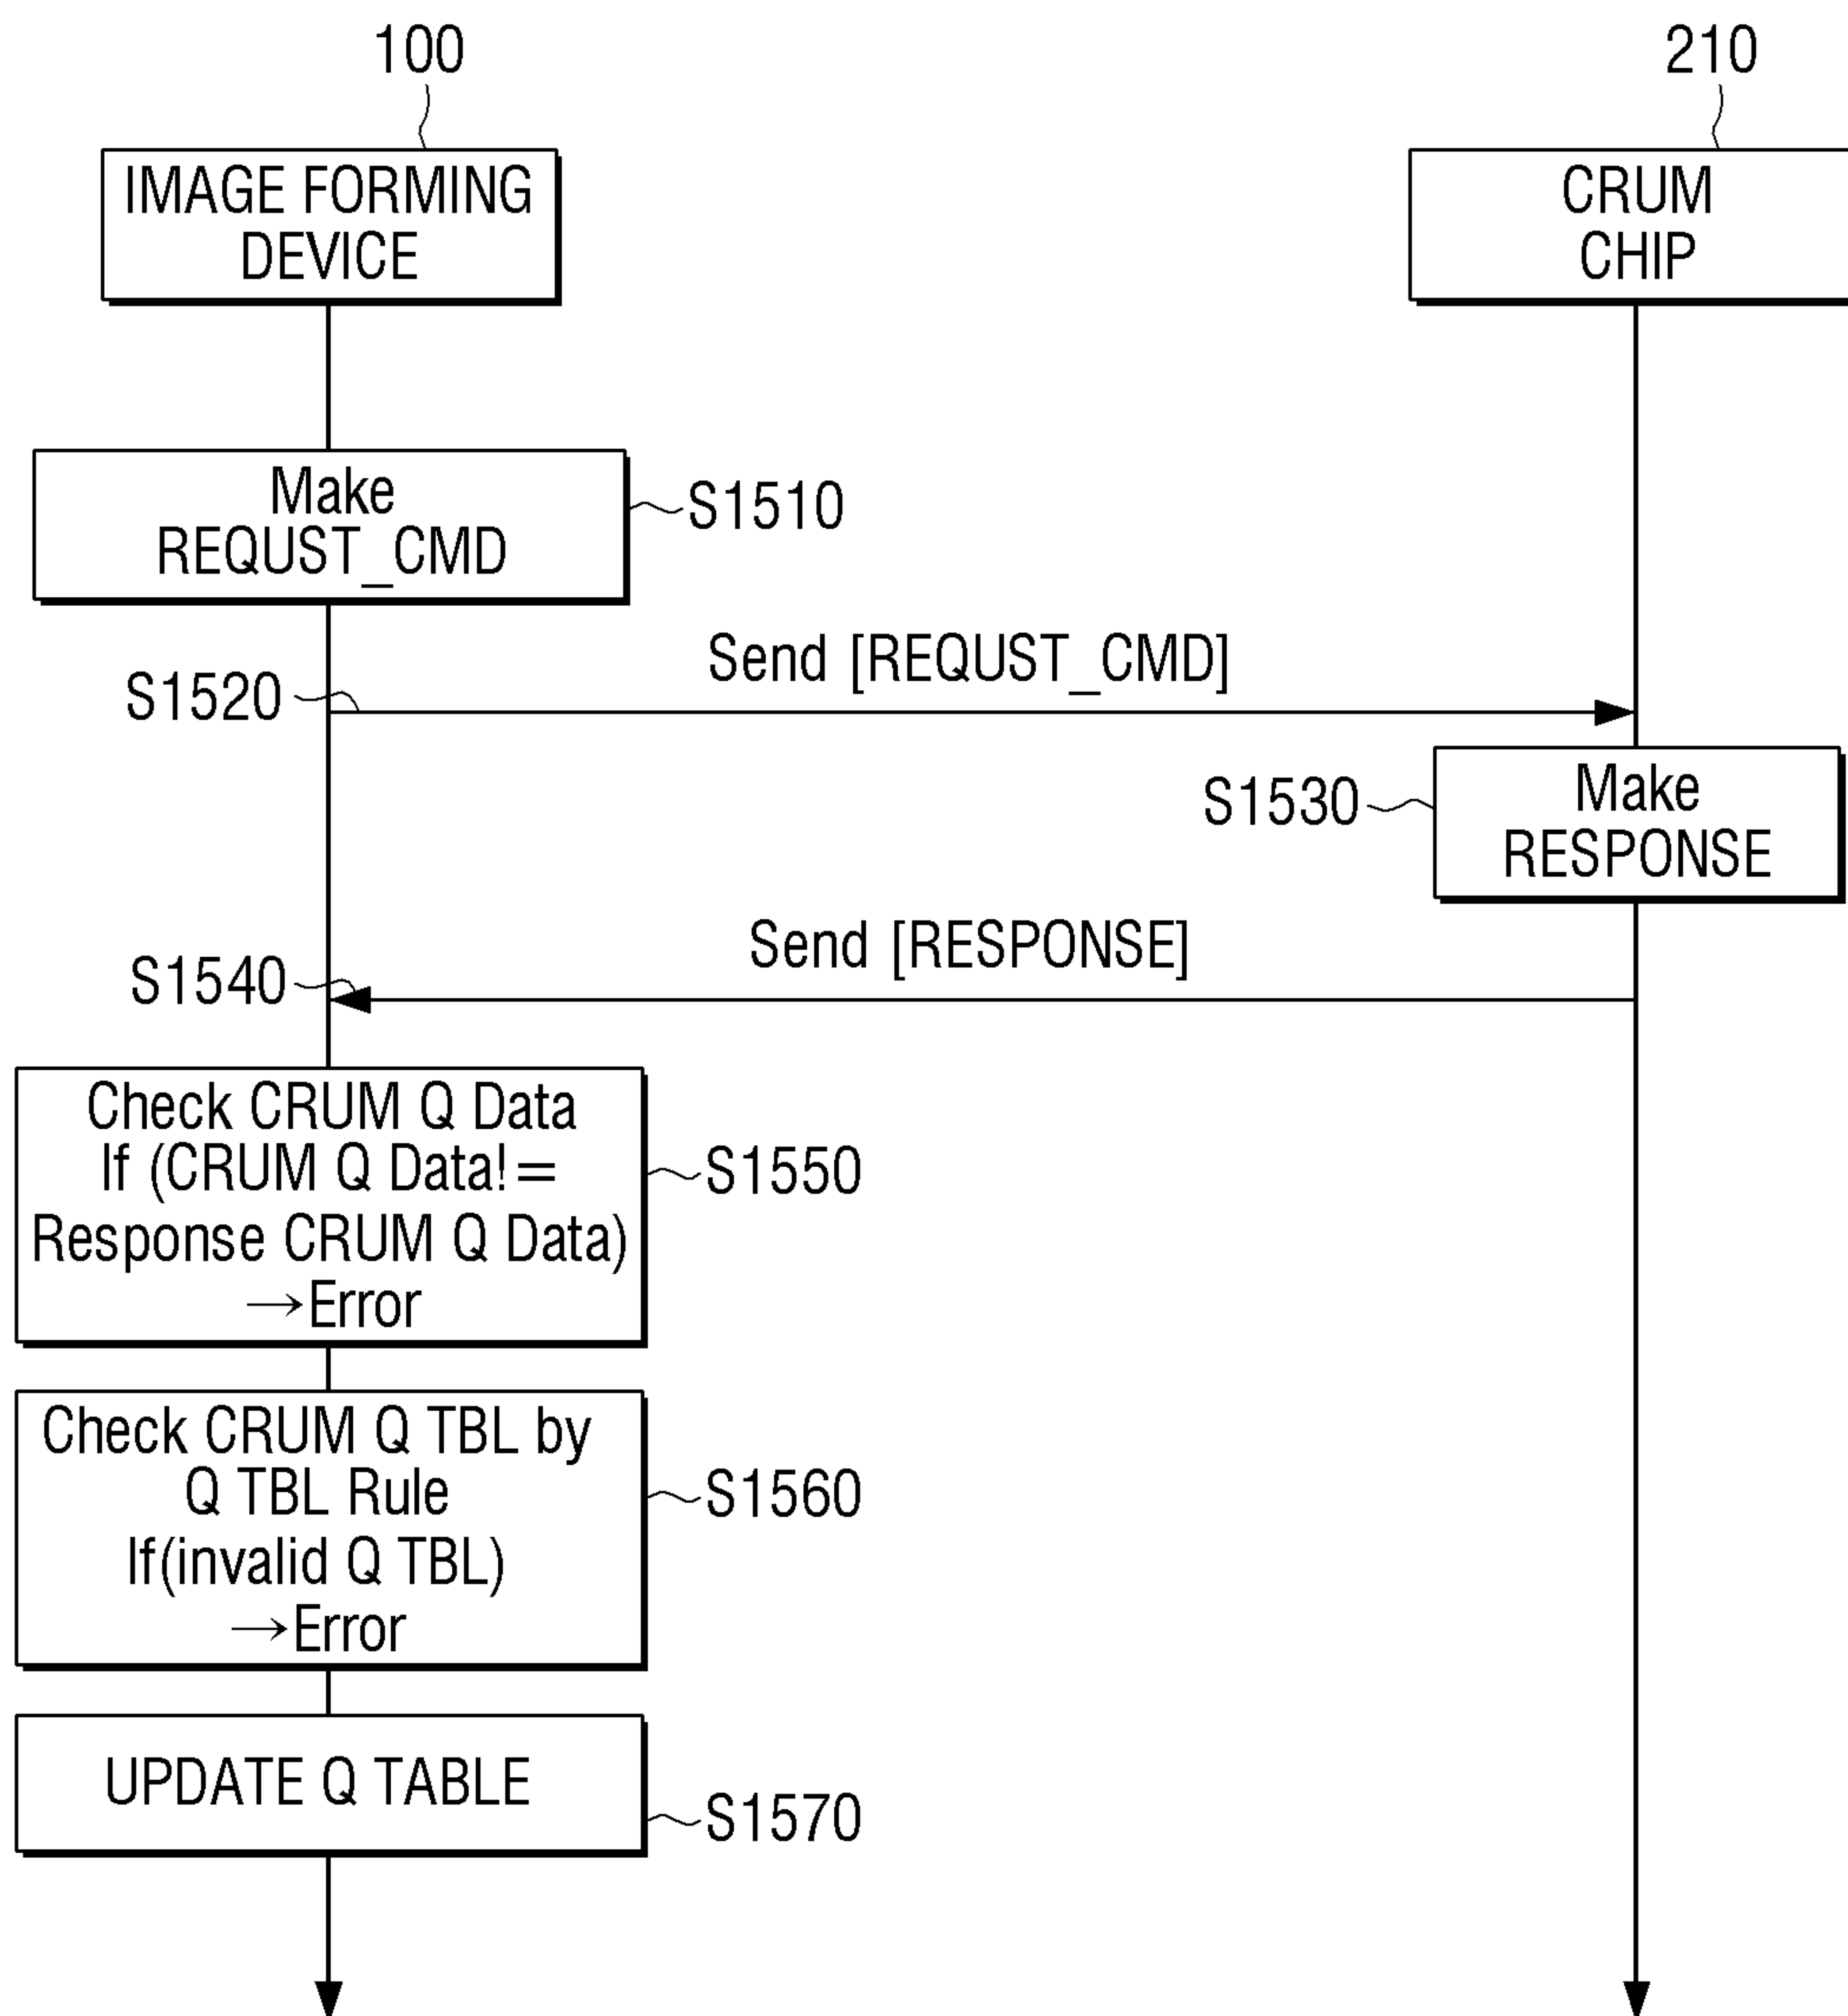 100
210
IMAGE FORMING
DEVICE
CRUM
CHIP
Make
REQUST_CMD
S1510
Send [REQUST_CMD]
S1520
Make
RESPONSE
S1530
Send [RESPONSE]
S1540
Check CRUM Q Data
If (CRUM Q Data!=
Response CRUM Q Data)
→Error
S1550
Check CRUM Q TBL by
Q TBL Rule
If(invalid Q TBL)
→Error
S1560
UPDATE Q TABLE
S1570